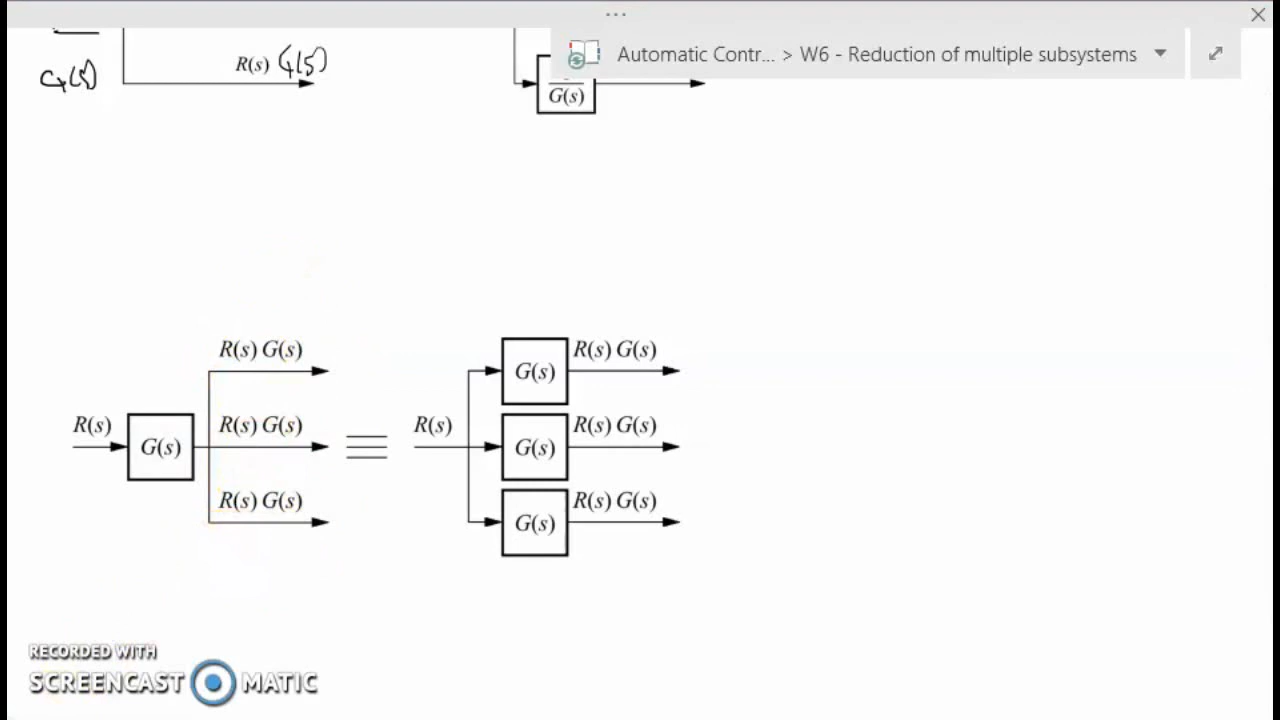 ...
Automatic Contr... > W6 - Reduction of multiple subsystems
R(s) G(s)
G(s)
G(s)
R(s) G(s)
R(s) G(s)
G(s)
R(s)
R(s) G(s)
R(s)
R(s) G(s)
G(s)
G(s)
R(s) G(s)
R(s) G(s)
G(s)
RECORDED WITH
SCREENCAST MATIC